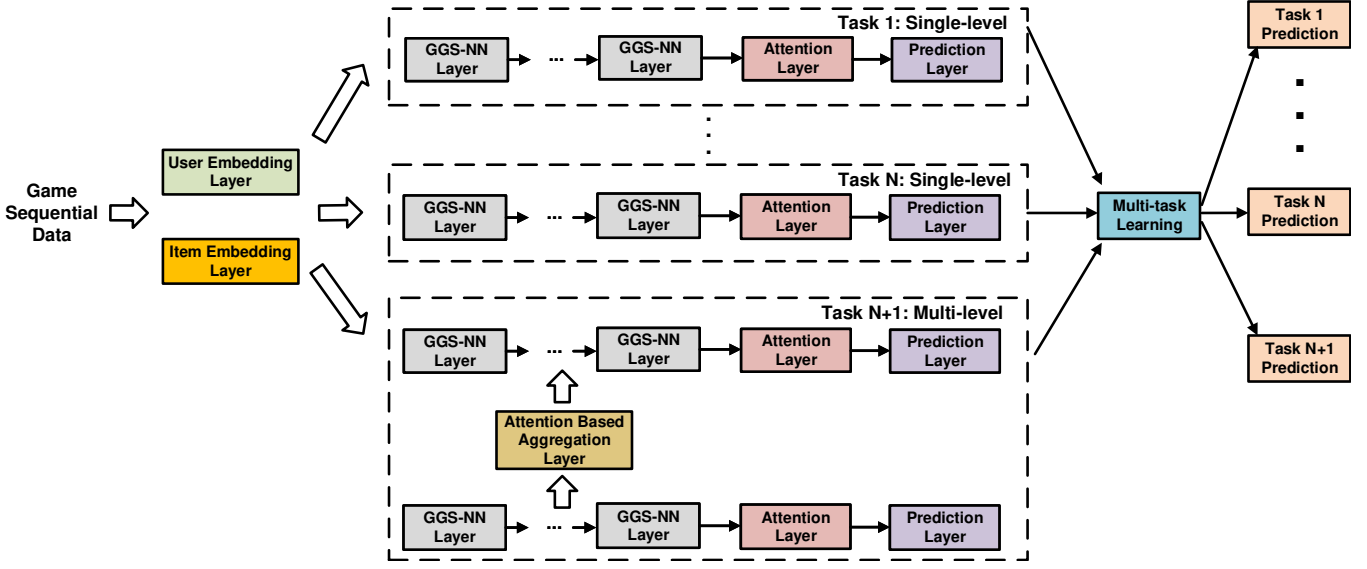 Task 1: Single-level
GGS-NN
Layer
...
GGS-NN
Layer
Attention
Layer
Prediction
Layer
Task 1
Prediction
User Embedding
Layer
Game
Sequential
Data
Item Embedding
Layer
Task N: Single-level
GGS-NN
Layer
...
GGS-NN
Layer
Attention
Layer
Prediction
Layer
Multi-task
Learning
Task N
Prediction
Task N+1: Multi-level
GGS-NN
Layer
...
GGS-NN
Layer
Attention
Layer
Prediction
Layer
Task N+1
Prediction
Attention Based
Aggregation
Layer
GGS-NN
Layer
...
GGS-NN
Layer
Attention
Layer
Prediction
Layer